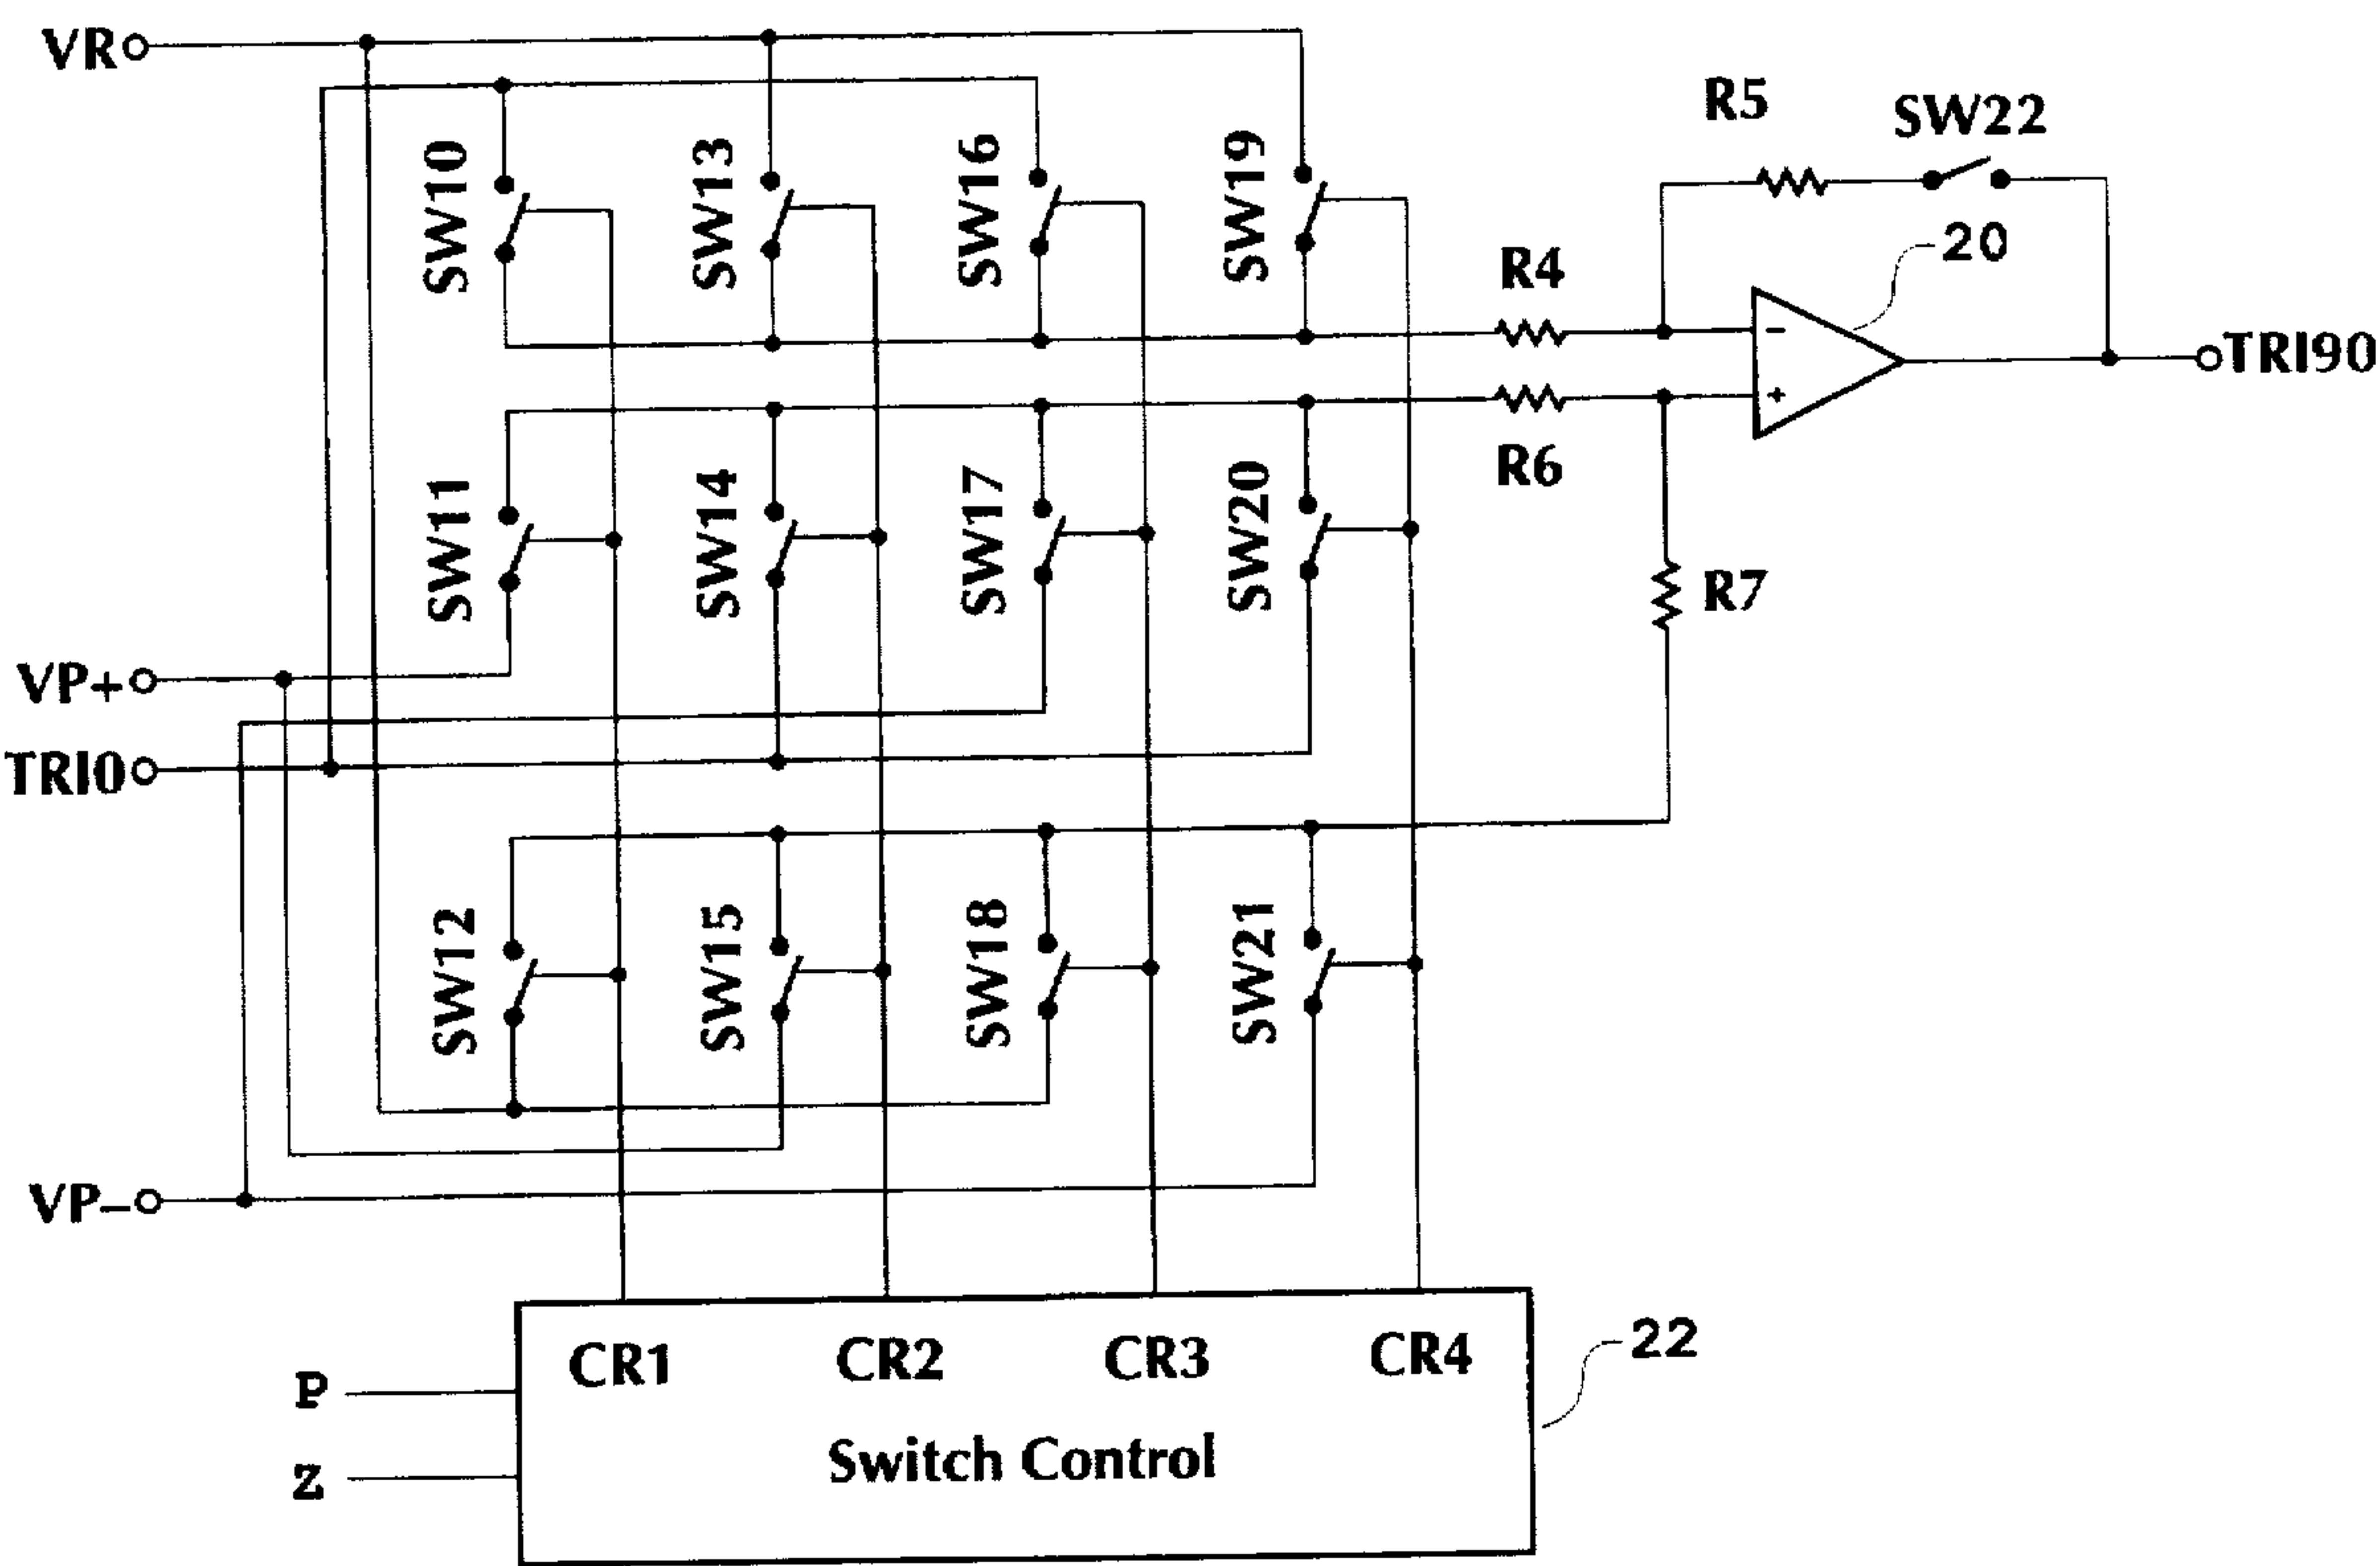 VR
R5
SW22
SW10
SW13
SW16
SW19
20
R4
TRI90
−
+
R6
SW11
SW14
SW17
SW20
R7
VP+
TRI0
SW12
SW15
SW18
SW21
VP−
CR1
CR2
CR3
CR4
22
P
Switch Control
Z